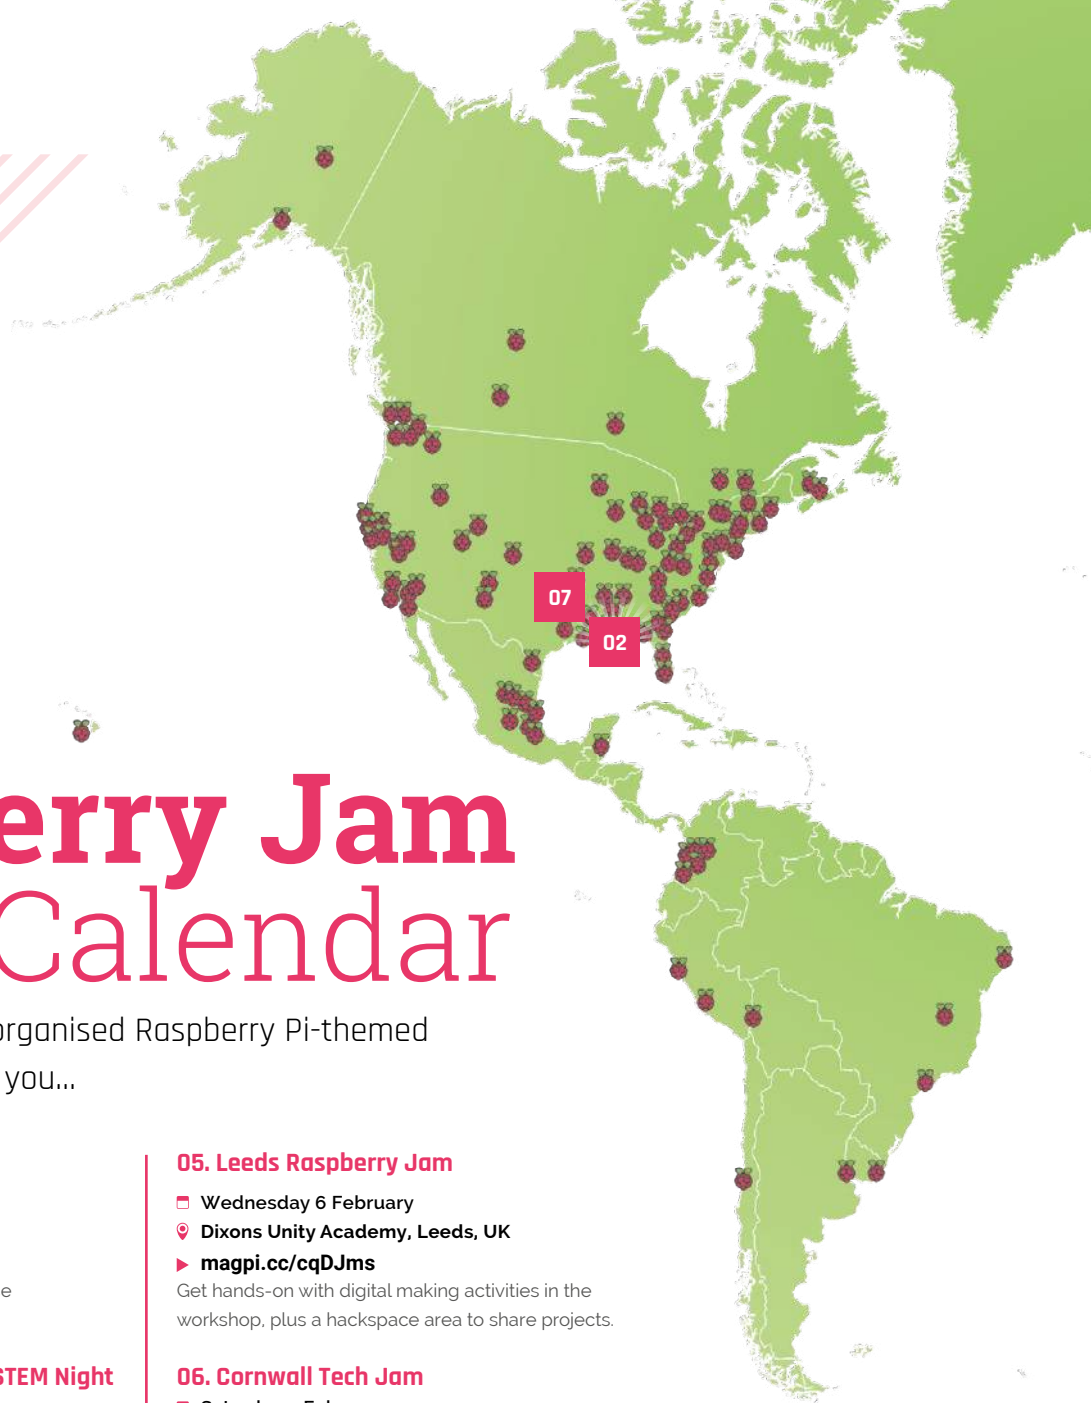 07
02
erry Jam
Calendar
organised Raspberry Pi-themed
you...
05. Leeds Raspberry Jam
Wednesday 6 February
Dixons Unity Academy, Leeds, UK
magpi.cc/cqDJms
Get hands-on with digital making activities in the
workshop, plus a hackspace area to share projects.
e
STEM Night
06. Cornwall Tech Jam